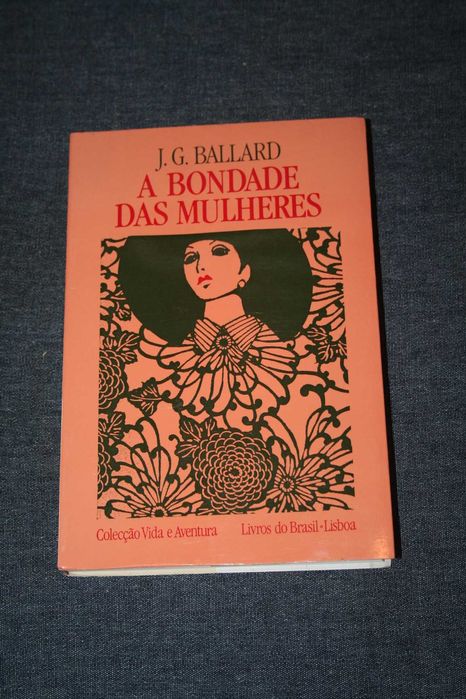 J. G. BALLARD
A BONDADE
DAS MULHERES
Colecção Vida e Aventura Livros do Brasil-Lisboa